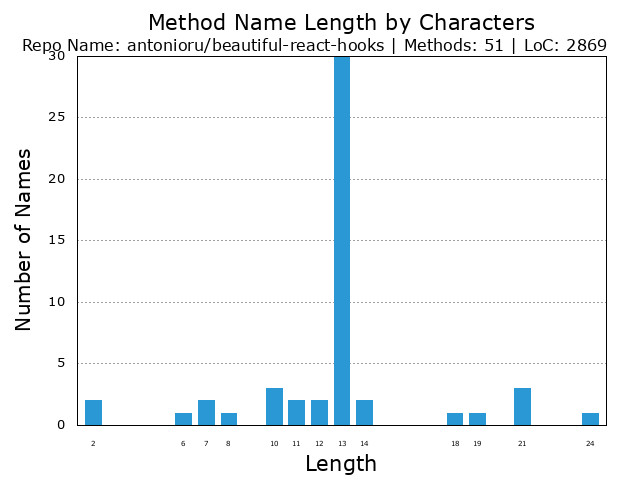 Method Name Length by Characters
Repo Name: antonioru/beautiful-react-hooks | Methods: 51 | LoC: 2869
30
25
20
15
10
5
0
Number of Names
2 6 7 8 10 11 12 13 14 18 19 21 24
Length